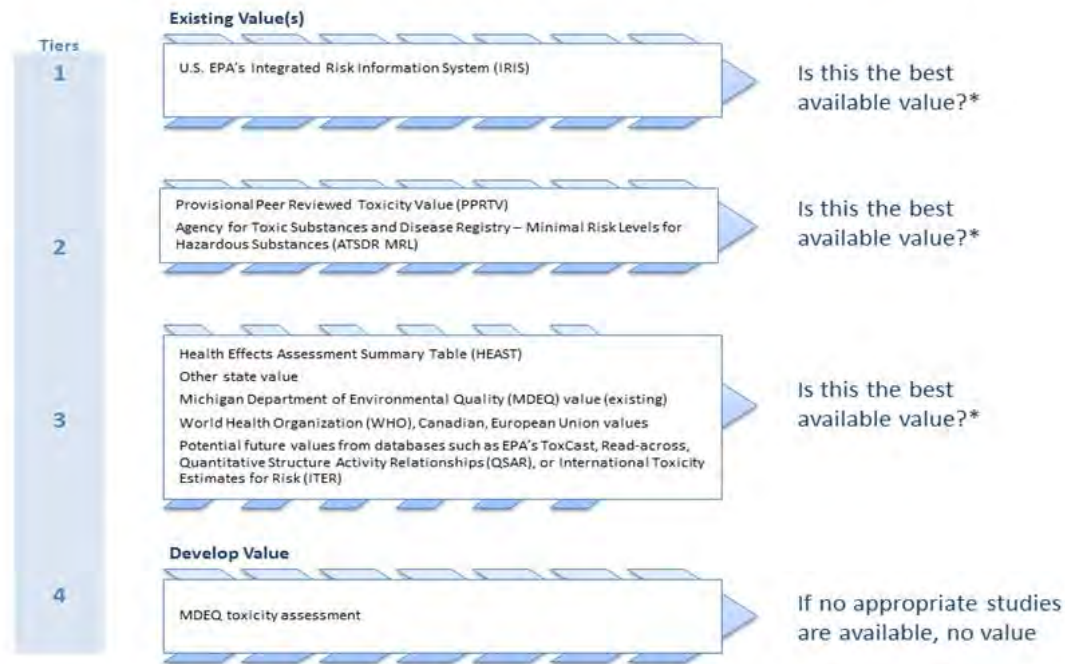 Existing Value(s)
Tiers
1
U.S. EPA's Integrated Risk Information System (IRIS)
Is this the best
available value?*
2
Provisional Peer Reviewed Toxicity Value (PPRTV)
Agency for Toxic Substances and Disease Registry – Minimal Risk Levels for
Hazardous Substances (ATSDR MRL)
Is this the best
available value?*
3
Health Effects Assessment Summary Table (HEAST)
Other state value
Michigan Department of Environmental Quality (MDEQ) value (existing)
World Health Organization (WHO), Canadian, European Union values
Potential future values from databases such as EPA's ToxCast, Read-across,
Quantitative Structure Activity Relationships (QSAR), or International Toxicity
Estimates for Risk (ITER)
Is this the best
available value?*
Develop Value
4
MDEQ toxicity assessment
If no appropriate studies
are available, no value